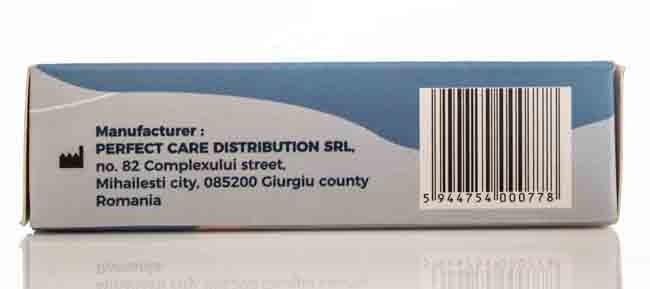 Manufacturer :
PERFECT CARE DISTRIBUTION SRL,
no. 82 Complexului street,
Mihailesti city, 085200 Giurgiu county
Romania
5 944754 000778